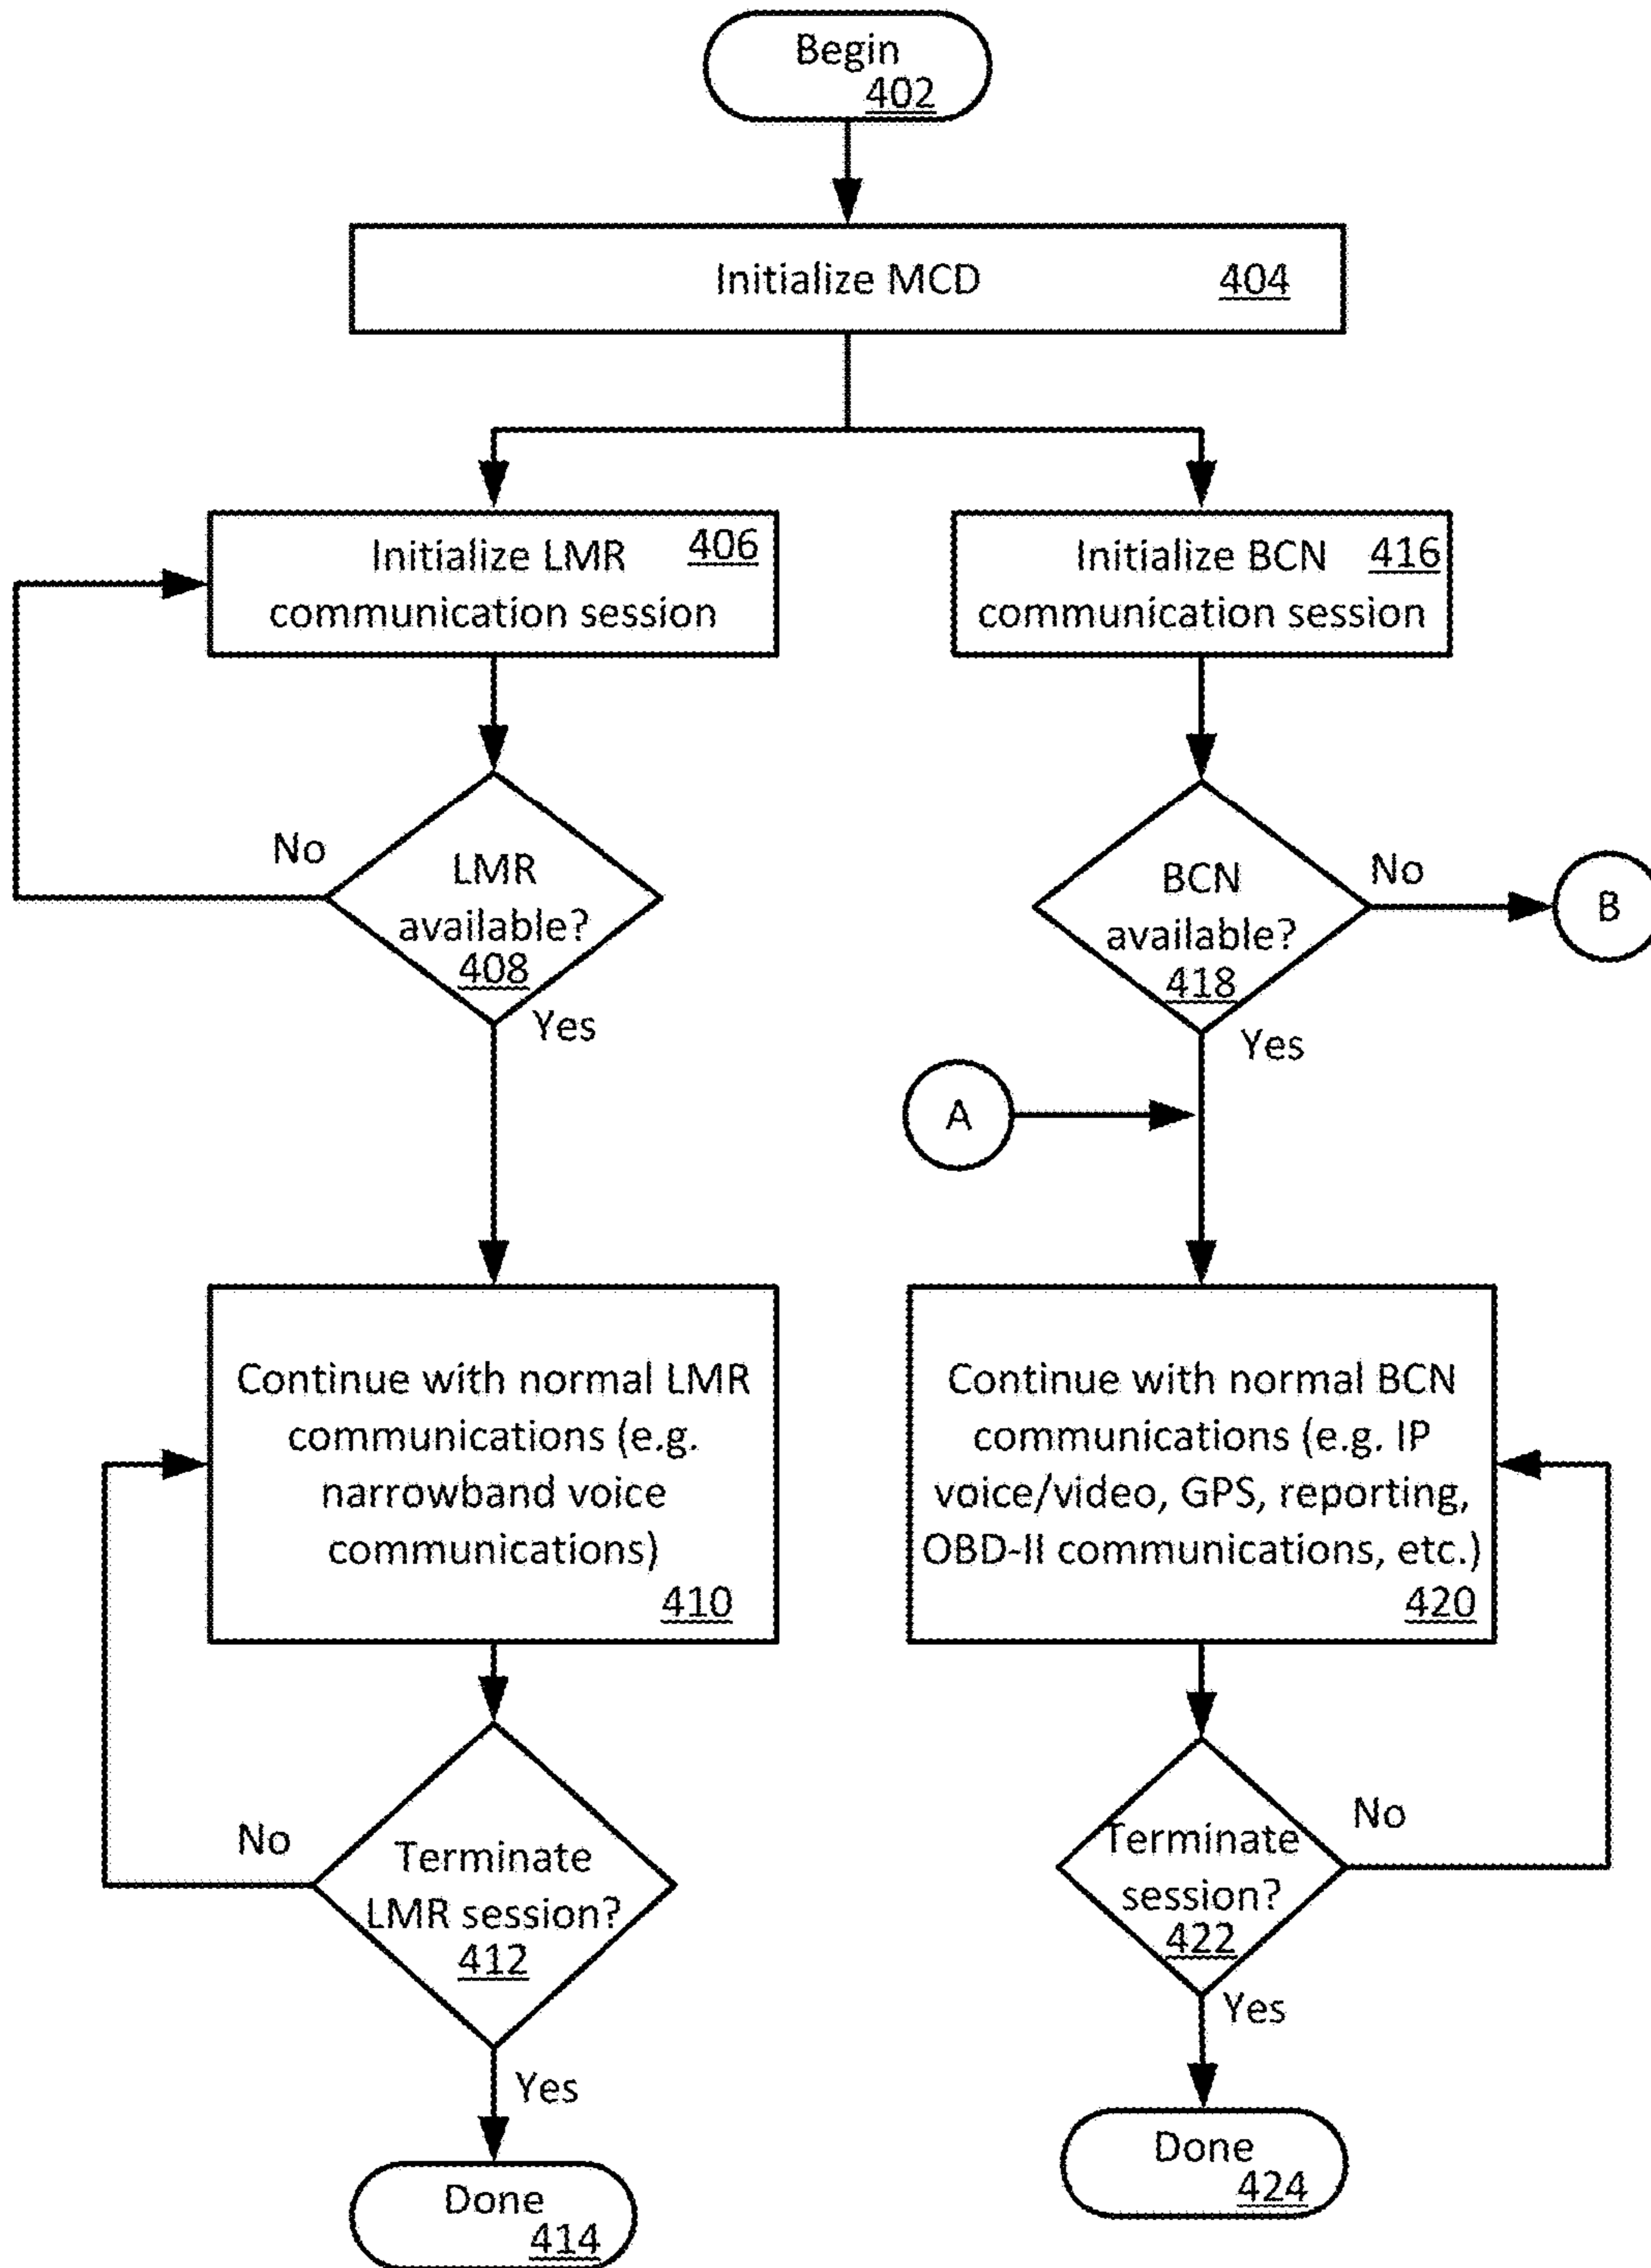 Begin
402
Initialize MCD 404
Initialize LMR 406
communication session
Initialize BCN 416
communication session
No
LMR
available?
408
Yes
BCN
available?
418
No
B
Yes
A
Continue with normal LMR
communications (e.g.
narrowband voice
communications)
410
Continue with normal BCN
communications (e.g. IP
voice/video, GPS, reporting,
OBD-II communications, etc.)
420
No
Terminate
LMR session?
412
Yes
Done
414
Terminate
session?
422
No
Yes
Done
424